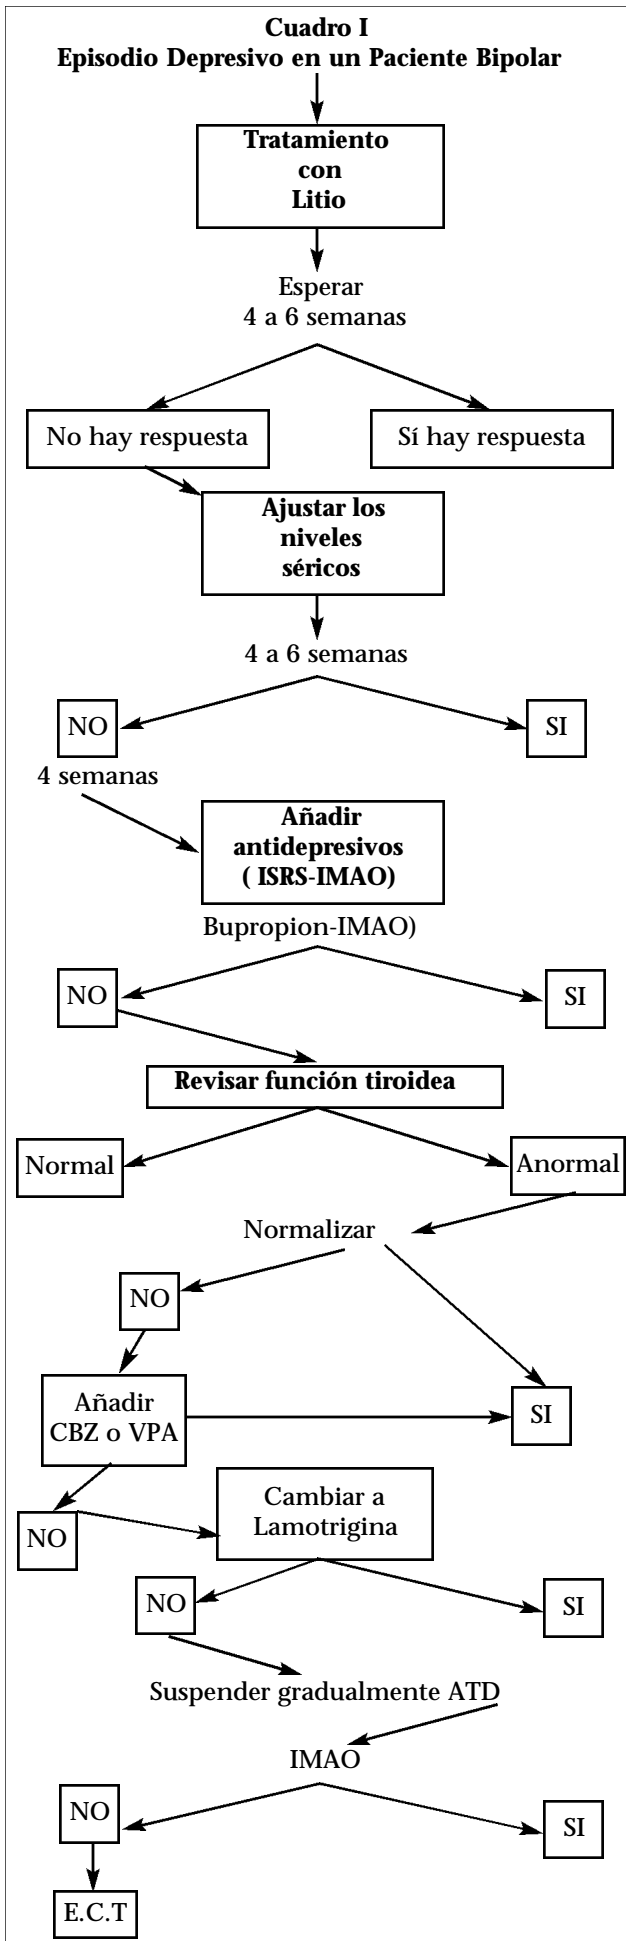 Cuadro I
Episodio Depresivo en un Paciente Bipolar
Tratamiento
con
Litio
Esperar
4 a 6 semanas
No hay respuesta
Sí hay respuesta
Ajustar los
niveles
séricos
4 a 6 semanas
NO
SI
4 semanas
Añadir
antidepresivos
( ISRS-IMAO)
Bupropion-IMAO)
NO
SI
Revisar función tiroidea
Normal
Anormal
Normalizar
NO
Añadir
CBZ o VPA
SI
NO
Cambiar a
Lamotrigina
NO
SI
Suspender gradualmente ATD
IMAO
NO
SI
E.C.T